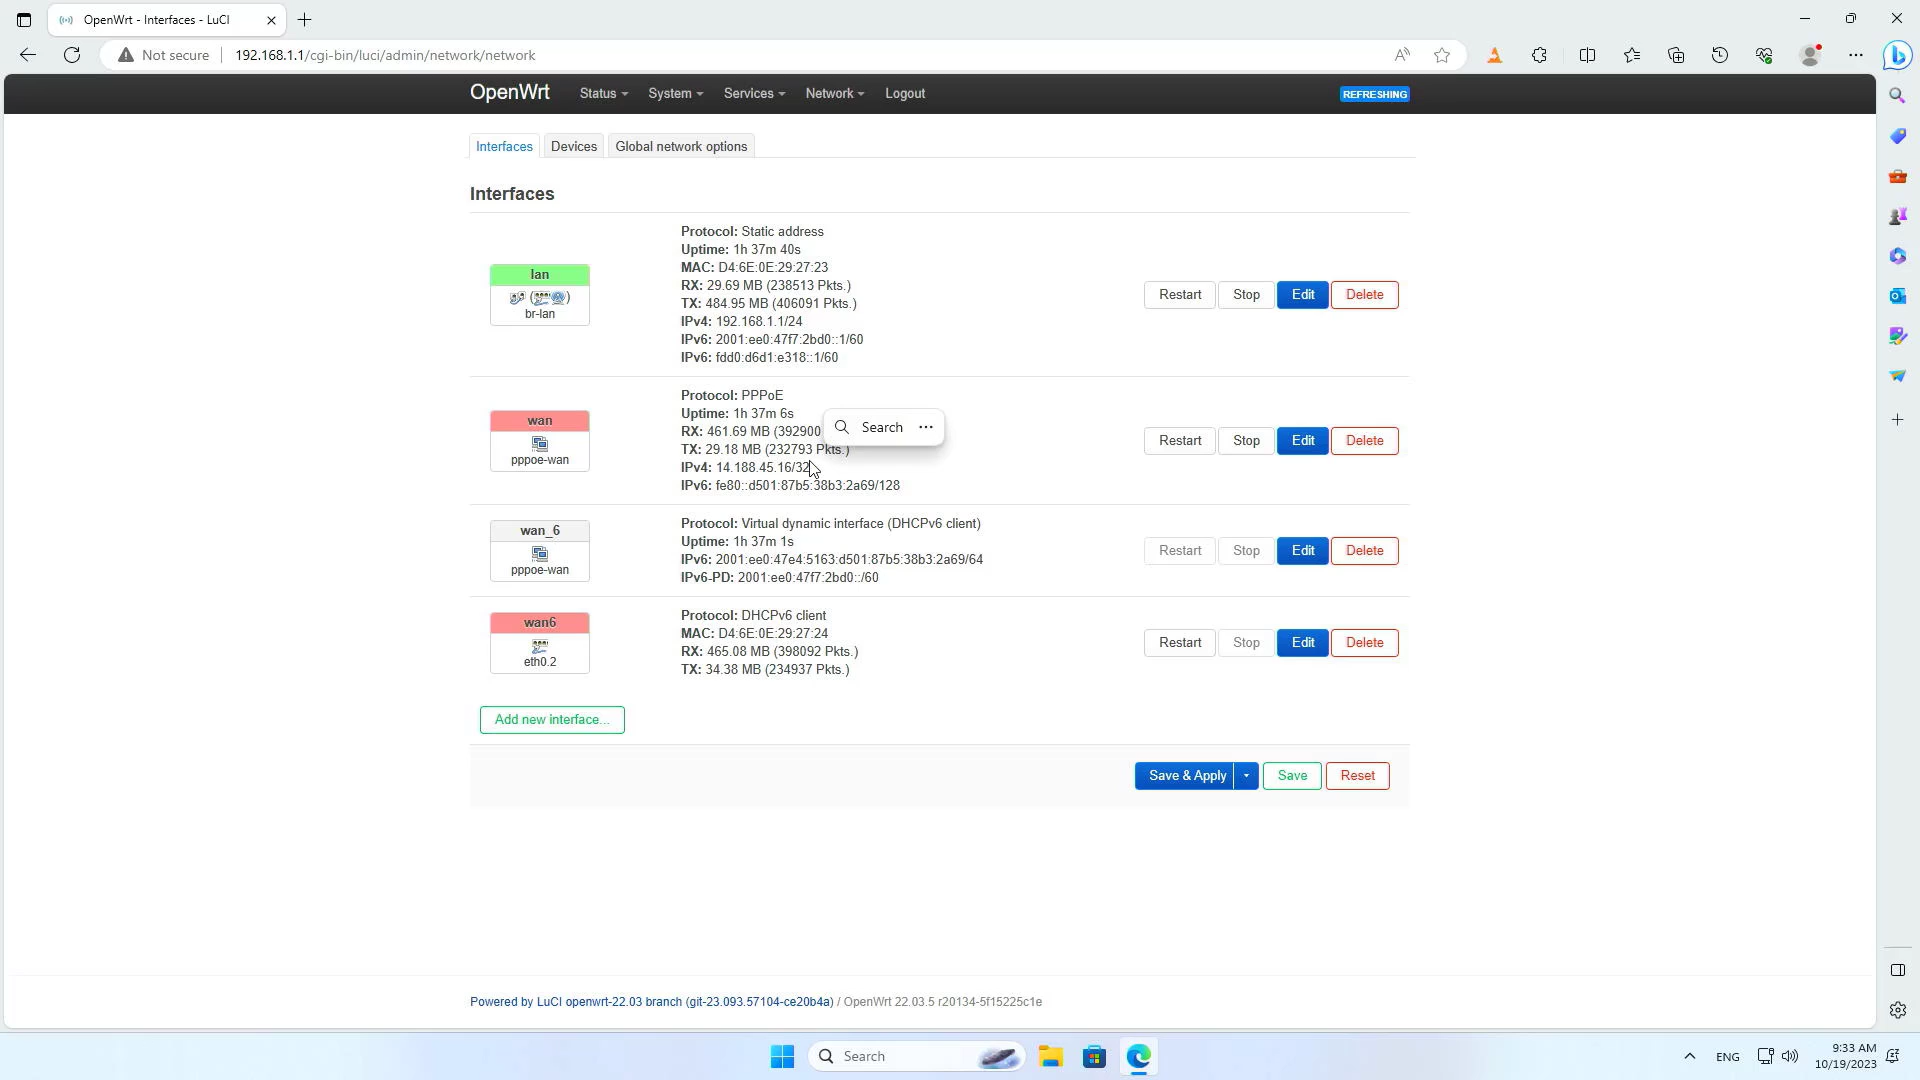 OpenWrt - Interfaces - LuCI
Not secure
192.168.1.1/cgi-bin/luci/admin/network/network
OpenWrt
Status
System
Services
Network
Logout
REFRESHING
Interfaces
Devices
Global network options
Interfaces
lan
br-lan
Protocol: Static address
Uptime: 1h 37m 40s
MAC: D4:6E:0E:29:27:23
RX: 29.69 MB (238513 Pkts.)
TX: 484.95 MB (406091 Pkts.)
IPv4: 192.168.1.1/24
IPv6: 2001:ee0:47f7:2bd0::1/60
IPv6: fdd0:d6d1:e318::1/60
Restart
Stop
Edit
Delete
wan
pppoe-wan
Protocol: PPPoE
Uptime: 1h 37m 6s
RX: 461.69 MB (392900
TX: 29.18 MB (232793 Pkts.)
IPv4: 14.188.45.16/32
IPv6: fe80::d501:87b5:38b3:2a69/128
Search
Restart
Stop
Edit
Delete
wan_6
pppoe-wan
Protocol: Virtual dynamic interface (DHCPv6 client)
Uptime: 1h 37m 1s
IPv6: 2001:ee0:47e4:5163:d501:87b5:38b3:2a69/64
IPv6-PD: 2001:ee0:47f7:2bd0::/60
Restart
Stop
Edit
Delete
wan6
eth0.2
Protocol: DHCPv6 client
MAC: D4:6E:0E:29:27:24
RX: 465.08 MB (398092 Pkts.)
TX: 34.38 MB (234937 Pkts.)
Restart
Stop
Edit
Delete
Add new interface...
Save & Apply
Save
Reset
Powered by LuCI openwrt-22.03 branch (git-23.093.57104-ce20b4a) / OpenWrt 22.03.5 r20134-5f15225c1e
Search
ENG
9:33 AM
10/19/2023